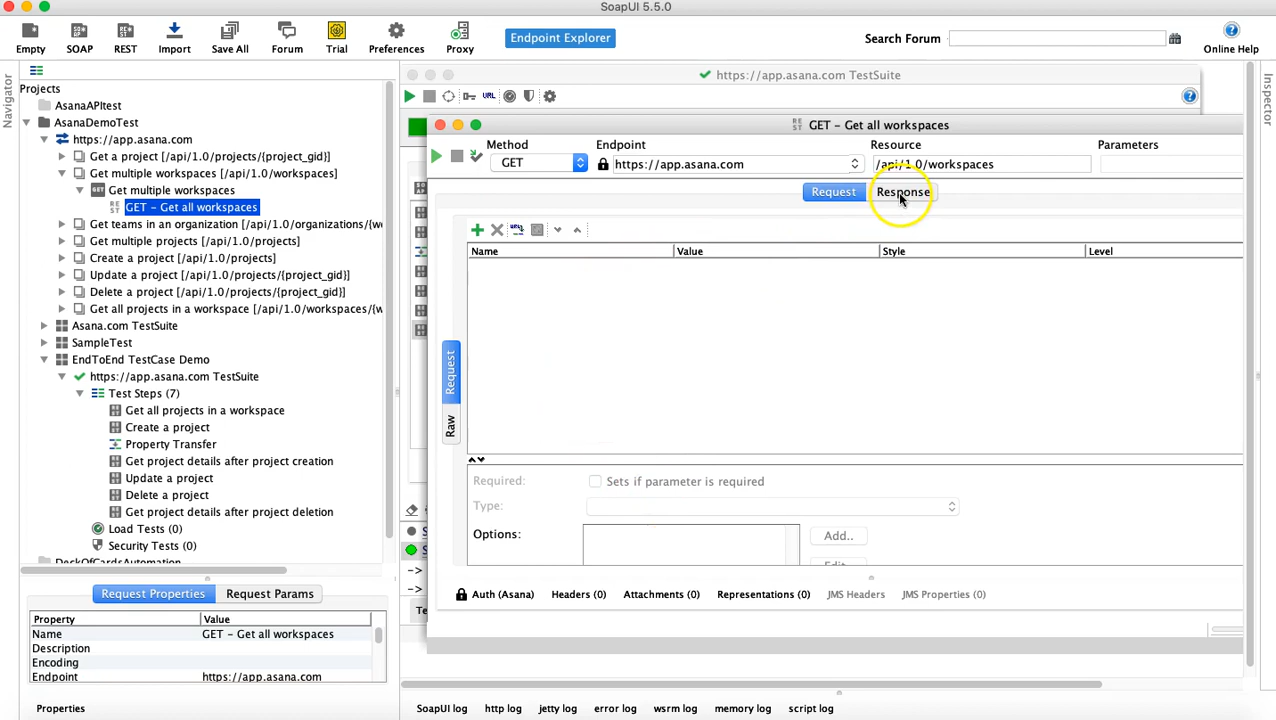 SoapUI 5.5.0
Empty
SOAP
REST
Import
Save All
Forum
Trial
Preferences
Proxy
Endpoint Explorer
Search Forum
Online Help
Navigator
Projects
AsanaAPItest
AsanaDemoTest
https://app.asana.com
Get a project [/api/1.0/projects/{project_gid}]
Get multiple workspaces [/api/1.0/workspaces]
GET Get multiple workspaces
REST GET - Get all workspaces
Get teams in an organization [/api/1.0/organizations/{w
Get multiple projects [/api/1.0/projects]
Create a project [/api/1.0/projects]
Update a project [/api/1.0/projects/{project_gid}]
Delete a project [/api/1.0/projects/{project_gid}]
Get all projects in a workspace [/api/1.0/workspaces/{w
Asana.com TestSuite
SampleTest
EndToEnd TestCase Demo
https://app.asana.com TestSuite
Test Steps (7)
Get all projects in a workspace
Create a project
Property Transfer
Get project details after project creation
Update a project
Delete a project
Get project details after project deletion
Load Tests (0)
Security Tests (0)
DeckOfCardsAutomation
Request Properties
Request Params
Property Value
Name GET - Get all workspaces
Description
Encoding
Endpoint https://app.asana.com
Properties
https://app.asana.com TestSuite
URL
GET - Get all workspaces
Method Endpoint Resource Parameters
GET https://app.asana.com /api/1.0/workspaces
Request Response
Name Value Style Level
Request
Raw
Required: Sets if parameter is required
Type:
Options: Add..
Auth (Asana) Headers (0) Attachments (0) Representations (0) JMS Headers JMS Properties (0)
SoapUI log http log jetty log error log wsrm log memory log script log
Inspector